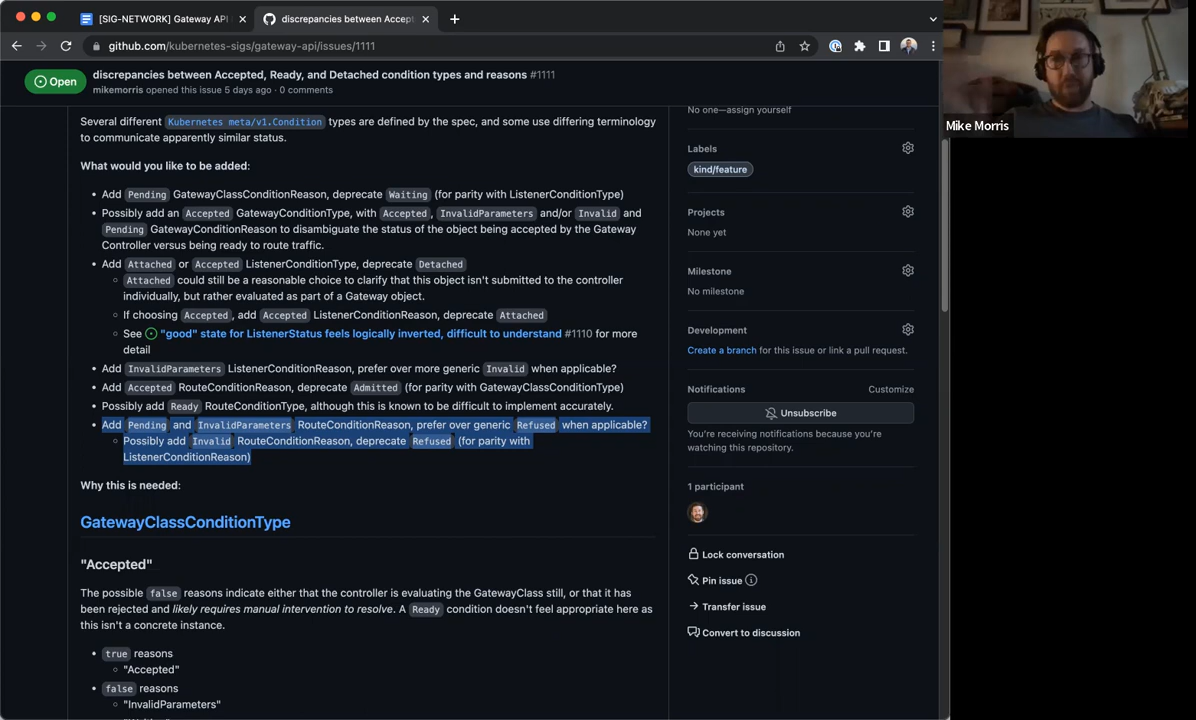 [SIG-NETWORK] Gateway API
discrepancies between Accept
github.com/kubernetes-sigs/gateway-api/issues/1111
Open
discrepancies between Accepted, Ready, and Detached condition types and reasons #1111
mikemorris opened this issue 5 days ago · 0 comments
Several different Kubernetes meta/v1.Condition types are defined by the spec, and some use differing terminology
to communicate apparently similar status.
What would you like to be added:
• Add Pending GatewayClassConditionReason, deprecate Waiting (for parity with ListenerConditionType)
• Possibly add an Accepted GatewayConditionType, with Accepted, InvalidParameters and/or Invalid and
Pending GatewayConditionReason to disambiguate the status of the object being accepted by the Gateway
Controller versus being ready to route traffic.
• Add Attached or Accepted ListenerConditionType, deprecate Detached
◦ Attached could still be a reasonable choice to clarify that this object isn't submitted to the controller
individually, but rather evaluated as part of a Gateway object.
◦ If choosing Accepted, add Accepted ListenerConditionReason, deprecate Attached
◦ See "good" state for ListenerStatus feels logically inverted, difficult to understand #1110 for more
detail
• Add InvalidParameters ListenerConditionReason, prefer over more generic Invalid when applicable?
• Add Accepted RouteConditionReason, deprecate Admitted (for parity with GatewayClassConditionType)
• Possibly add Ready RouteConditionType, although this is known to be difficult to implement accurately.
• Add Pending and InvalidParameters RouteConditionReason, prefer over generic Refused when applicable?
◦ Possibly add Invalid RouteConditionReason, deprecate Refused (for parity with
ListenerConditionReason)
Why this is needed:
GatewayClassConditionType
"Accepted"
The possible false reasons indicate either that the controller is evaluating the GatewayClass still, or that it has
been rejected and likely requires manual intervention to resolve. A Ready condition doesn't feel appropriate here as
this isn't a concrete instance.
• true reasons
◦ "Accepted"
• false reasons
◦ "InvalidParameters"
No one—assign yourself
Labels
kind/feature
Projects
None yet
Milestone
No milestone
Development
Create a branch for this issue or link a pull request.
Notifications
Customize
Unsubscribe
You're receiving notifications because you're
watching this repository.
1 participant
Lock conversation
Pin issue
Transfer issue
Convert to discussion
Mike Morris